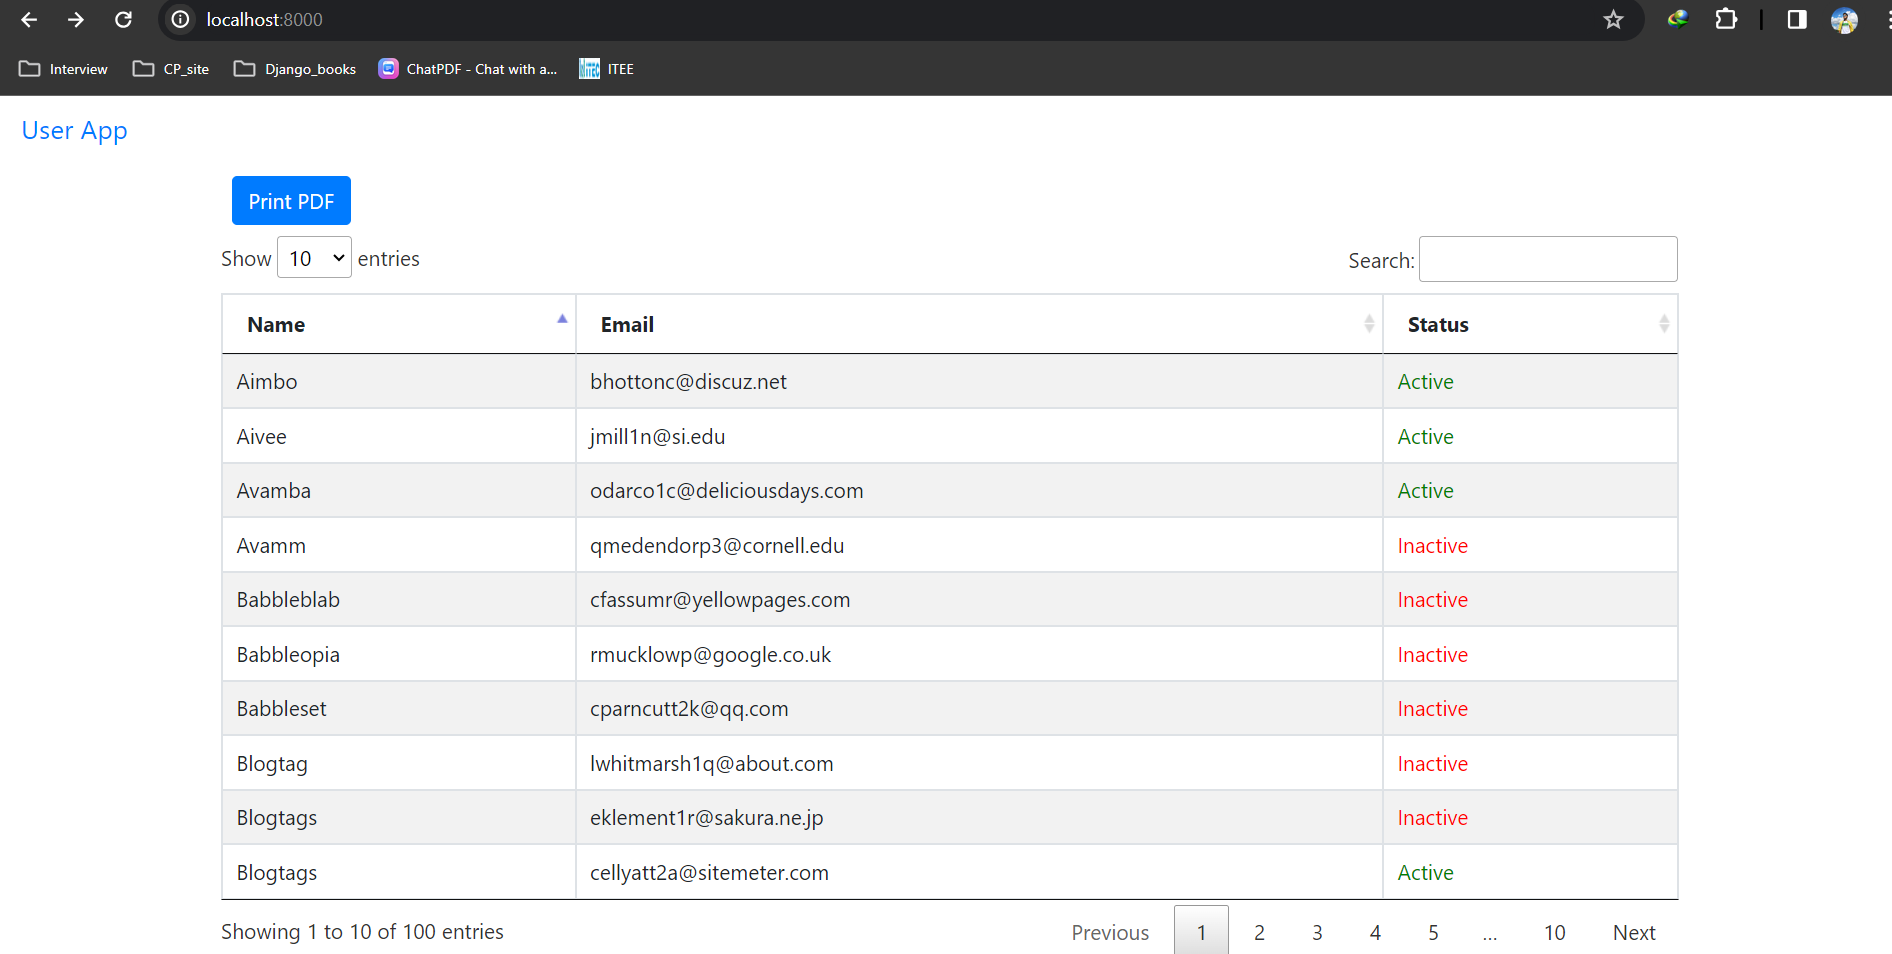 localhost:8000
Interview CP_site Django_books ChatPDF - Chat with a... ITEE
User App
Print PDF
Show 10 entries Search:
Name Email Status
Aimbo bhottonc@discuz.net Active
Aivee jmill1n@si.edu Active
Avamba odarco1c@deliciousdays.com Active
Avamm qmedendorp3@cornell.edu Inactive
Babbleblab cfassumr@yellowpages.com Inactive
Babbleopia rmucklowp@google.co.uk Inactive
Babbleset cparncutt2k@qq.com Inactive
Blogtag lwhitmarsh1q@about.com Inactive
Blogtags eklement1r@sakura.ne.jp Inactive
Blogtags cellyatt2a@sitemeter.com Active
Showing 1 to 10 of 100 entries Previous 1 2 3 4 5 ... 10 Next